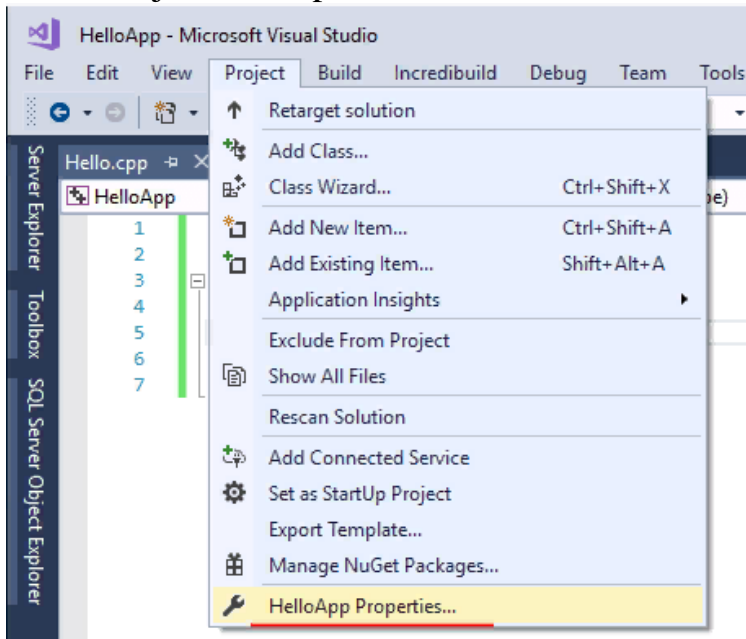 HelloApp - Microsoft Visual Studio
File Edit View Project Build Incredibuild Debug Team Tools
Retarget solution
Server Explorer
Toolbox
SQL Server Object Explorer
Hello.cpp
HelloApp
1
2
3
4
5
6
7
Add Class...
Class Wizard... Ctrl+Shift+X
Add New Item... Ctrl+Shift+A
Add Existing Item... Shift+Alt+A
Application Insights
Exclude From Project
Show All Files
Rescan Solution
Add Connected Service
Set as StartUp Project
Export Template...
Manage NuGet Packages...
HelloApp Properties...